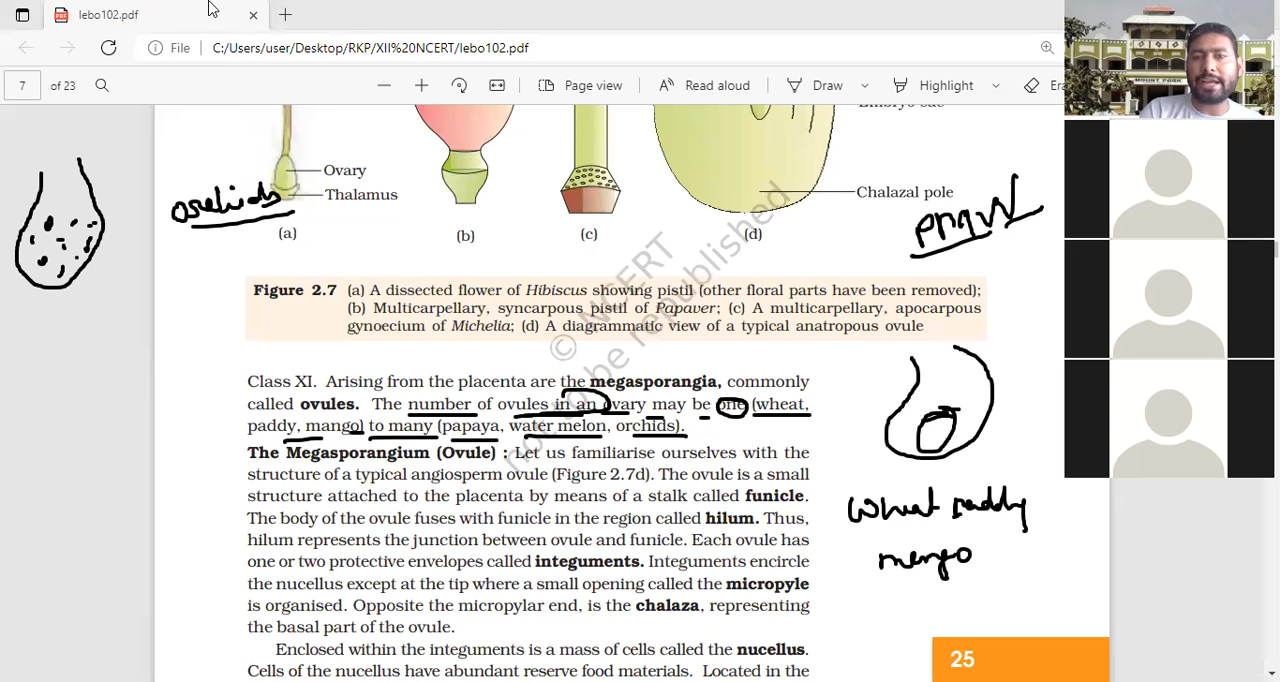 lebo102.pdf
File C:/Users/user/Desktop/RKP/XII%20NCERT/lebo102.pdf
7 of 23 Page view Read aloud Draw Highlight Era
MOUNT PORT
Embryo sac
Ovary
Thalamus
Chalazal pole
orchids
(a) (b) (c) (d)
Figure 2.7 (a) A dissected flower of Hibiscus showing pistil (other floral parts have been removed);
(b) Multicarpellary, syncarpous pistil of Papaver; (c) A multicarpellary, apocarpous
gynoecium of Michelia; (d) A diagrammatic view of a typical anatropous ovule
© NCERT
not to be republished
Class XI. Arising from the placenta are the megasporangia, commonly
called ovules. The number of ovules in an ovary may be one (wheat,
paddy, mango) to many (papaya, water melon, orchids).
The Megasporangium (Ovule) : Let us familiarise ourselves with the
structure of a typical angiosperm ovule (Figure 2.7d). The ovule is a small
structure attached to the placenta by means of a stalk called funicle.
The body of the ovule fuses with funicle in the region called hilum. Thus,
hilum represents the junction between ovule and funicle. Each ovule has
one or two protective envelopes called integuments. Integuments encircle
the nucellus except at the tip where a small opening called the micropyle
is organised. Opposite the micropylar end, is the chalaza, representing
the basal part of the ovule.
Enclosed within the integuments is a mass of cells called the nucellus.
Cells of the nucellus have abundant reserve food materials. Located in the
wheat paddy
mango
25